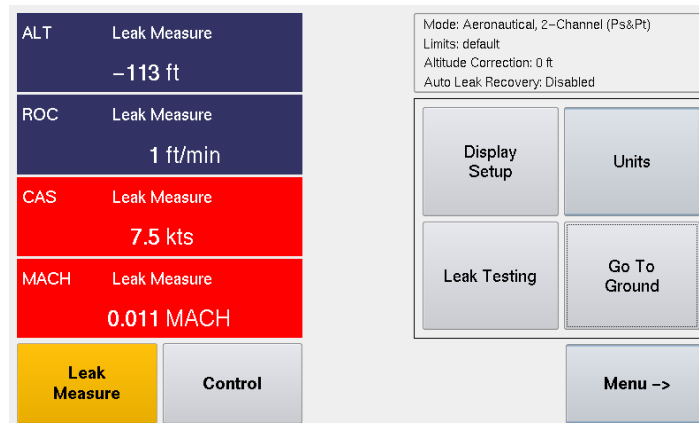 ALT Leak Measure
−113 ft
ROC Leak Measure
1 ft/min
CAS Leak Measure
7.5 kts
MACH Leak Measure
0.011 MACH
Leak
Measure
Control
Mode: Aeronautical, 2−Channel (Ps&Pt)
Limits: default
Altitude Correction: 0 ft
Auto Leak Recovery: Disabled
Display
Setup
Units
Leak Testing
Go To
Ground
Menu −>